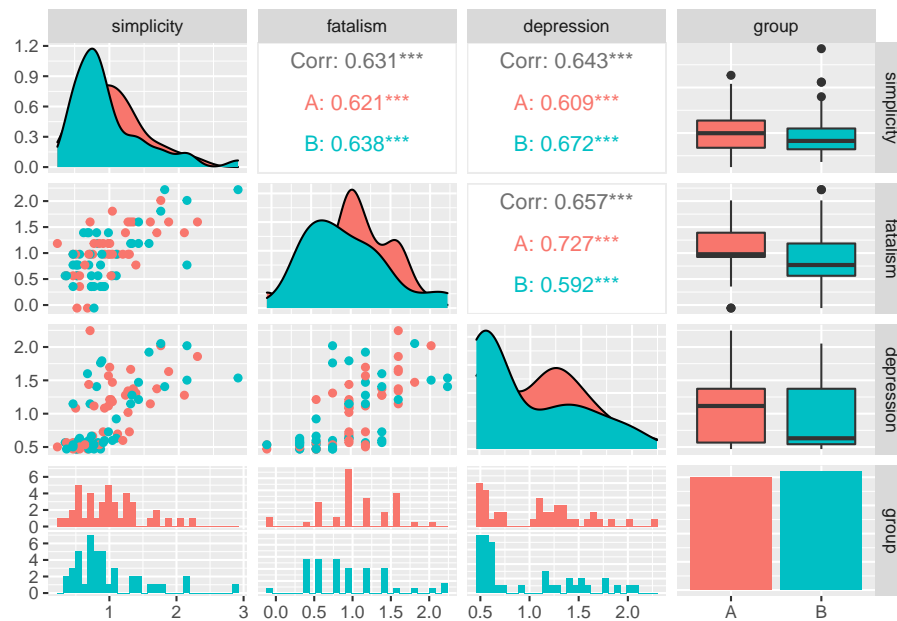 simplicity fatalism depression group
1.2
0.9
0.6
0.3
0.0
Corr: 0.631***
A: 0.621***
B: 0.638***
Corr: 0.643***
A: 0.609***
B: 0.672***
simplicity
2.0
1.5
1.0
0.5
0.0
Corr: 0.657***
A: 0.727***
B: 0.592***
fatalism
2.0
1.5
1.0
0.5
depression
6
4
2
0
6
4
2
0
group
1 2 3 0.0 0.5 1.0 1.5 2.0 0.5 1.0 1.5 2.0 A B